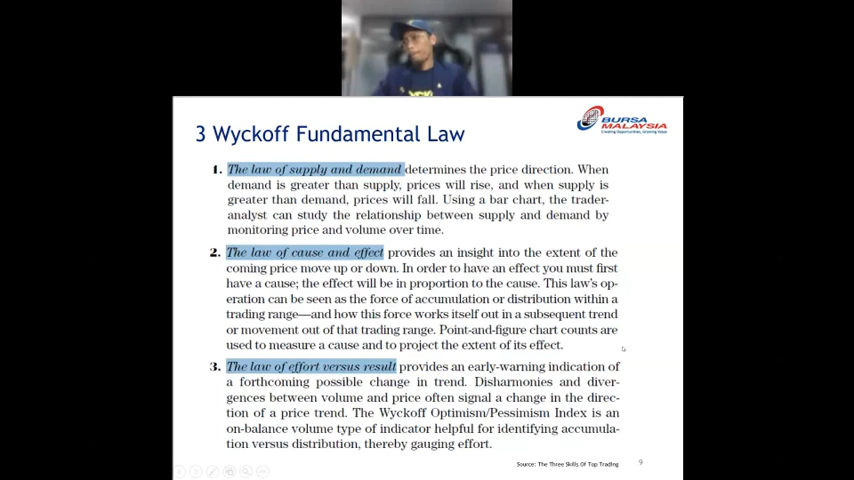 3 Wyckoff Fundamental Law
BURSA
MALAYSIA
Creating Opportunities, Growing Value
1. The law of supply and demand determines the price direction. When
demand is greater than supply, prices will rise, and when supply is
greater than demand, prices will fall. Using a bar chart, the trader-
analyst can study the relationship between supply and demand by
monitoring price and volume over time.
2. The law of cause and effect provides an insight into the extent of the
coming price move up or down. In order to have an effect you must first
have a cause; the effect will be in proportion to the cause. This law's op-
eration can be seen as the force of accumulation or distribution within a
trading range—and how this force works itself out in a subsequent trend
or movement out of that trading range. Point-and-figure chart counts are
used to measure a cause and to project the extent of its effect.
3. The law of effort versus result provides an early-warning indication of
a forthcoming possible change in trend. Disharmonies and diver-
gences between volume and price often signal a change in the direc-
tion of a price trend. The Wyckoff Optimism/Pessimism Index is an
on-balance volume type of indicator helpful for identifying accumula-
tion versus distribution, thereby gauging effort.
Source: The Three Skills Of Top Trading
9